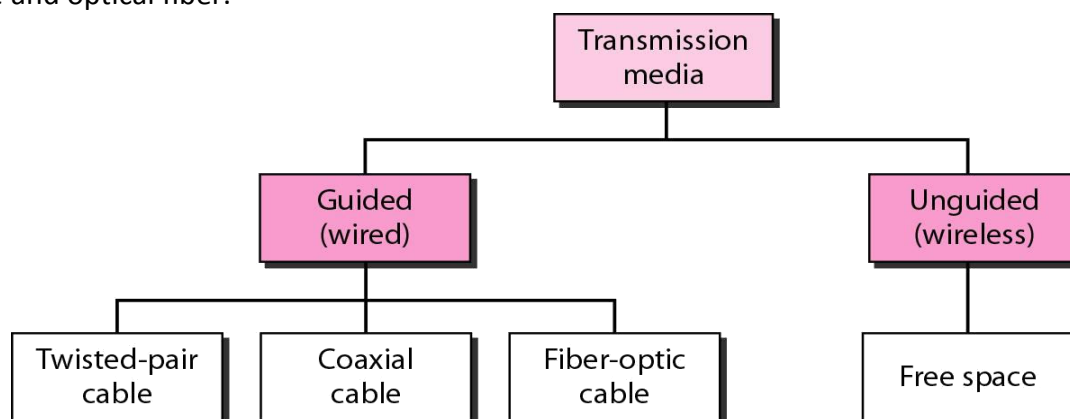 and optical fiber.
Transmission
media
Guided
(wired)
Unguided
(wireless)
Twisted-pair
cable
Coaxial
cable
Fiber-optic
cable
Free space